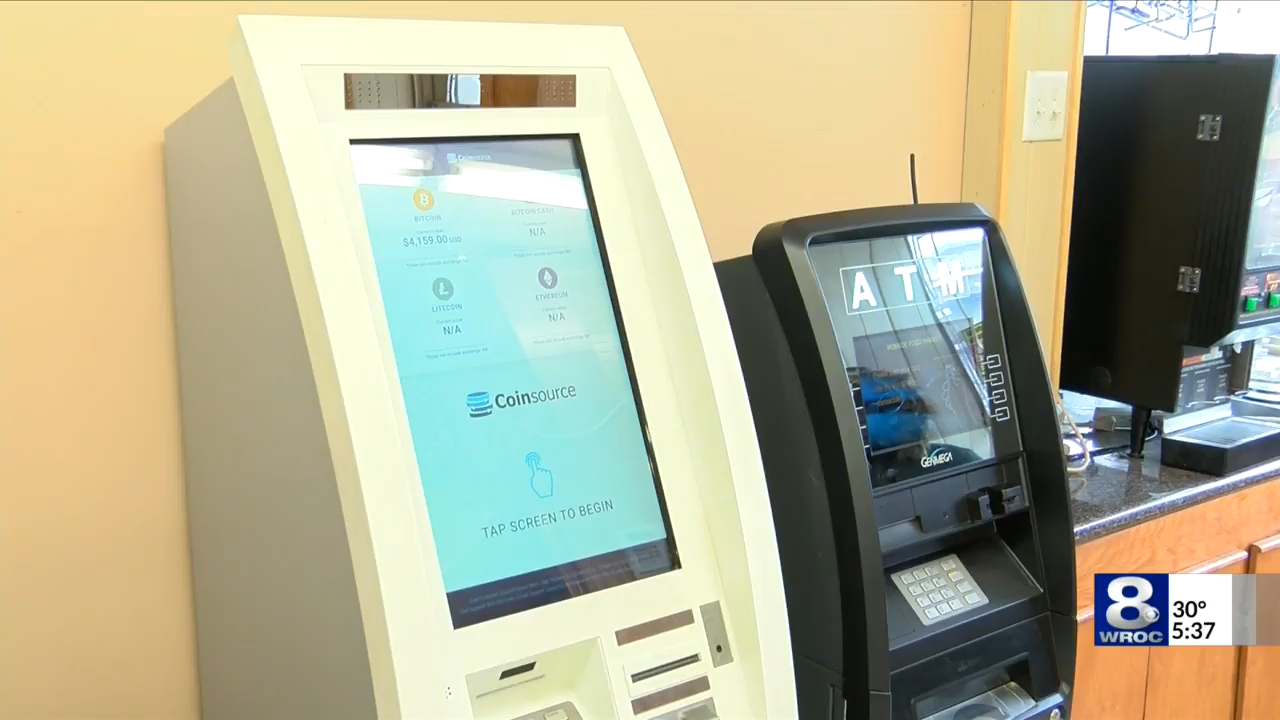 Coinsource
BITCOIN
$4,159.00 USD
BITCOIN CASH
N/A
LITECOIN
N/A
ETHEREUM
N/A
Coinsource
TAP SCREEN TO BEGIN
ATM
GENMEGA
8
WROC
30°
5:37